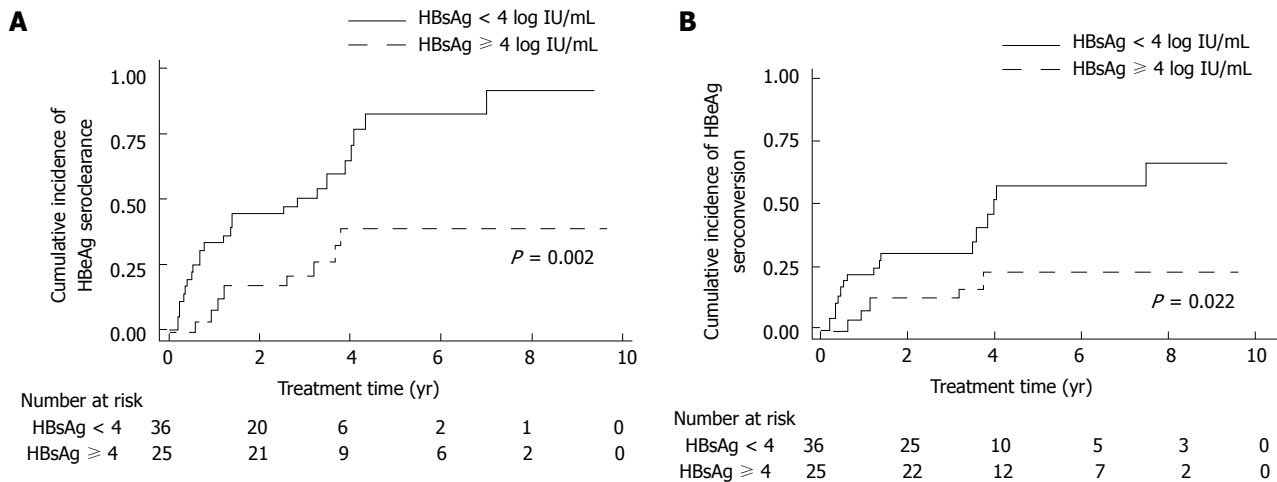 A
HBsAg < 4 log IU/mL
HBsAg ⩾ 4 log IU/mL
Cumulative incidence of
HBeAg seroclearance
1.00
0.75
0.50
0.25
0.00
P = 0.002
0 2 4 6 8 10
Treatment time (yr)
Number at risk
HBsAg < 4 36 20 6 2 1 0
HBsAg ⩾ 4 25 21 9 6 2 0
B
HBsAg < 4 log IU/mL
HBsAg ⩾ 4 log IU/mL
Cumulative incidence of HBeAg
seroconversion
1.00
0.75
0.50
0.25
0.00
P = 0.022
0 2 4 6 8 10
Treatment time (yr)
Number at risk
HBsAg < 4 36 25 10 5 3 0
HBsAg ⩾ 4 25 22 12 7 2 0